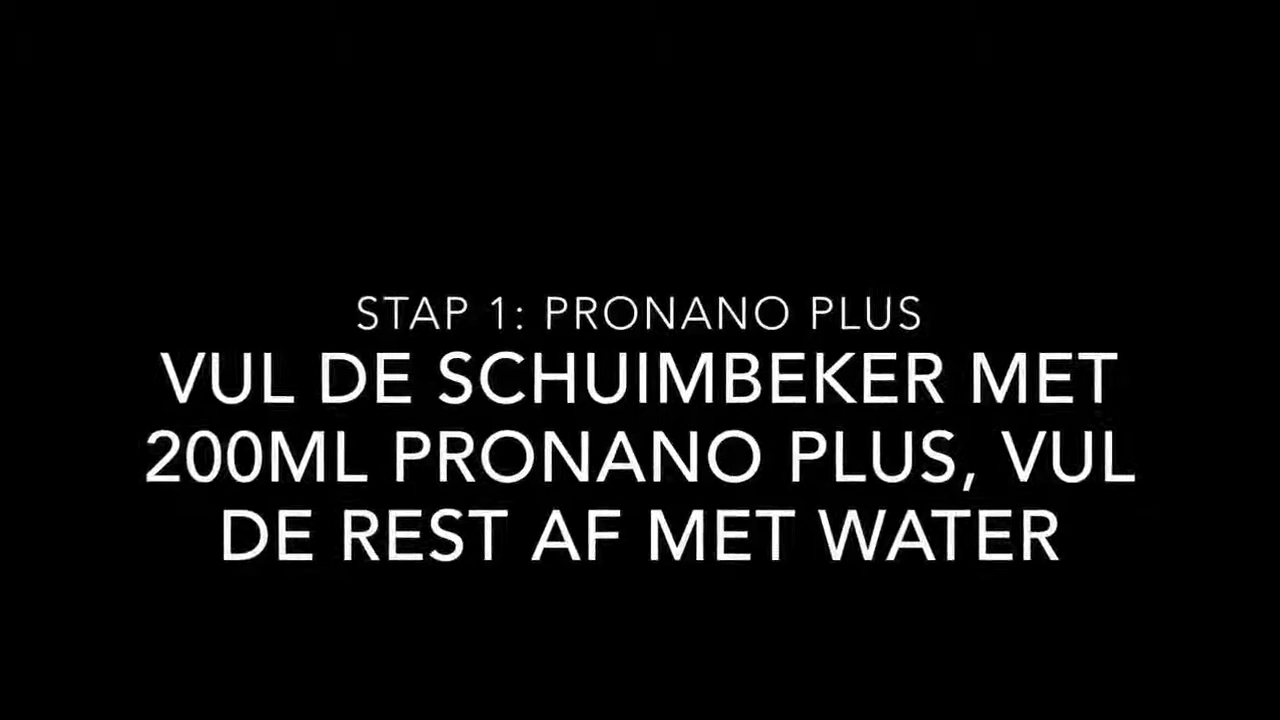 STAP 1: PRONANO PLUS
VUL DE SCHUIMBEKER MET
200ML PRONANO PLUS, VUL
DE REST AF MET WATER